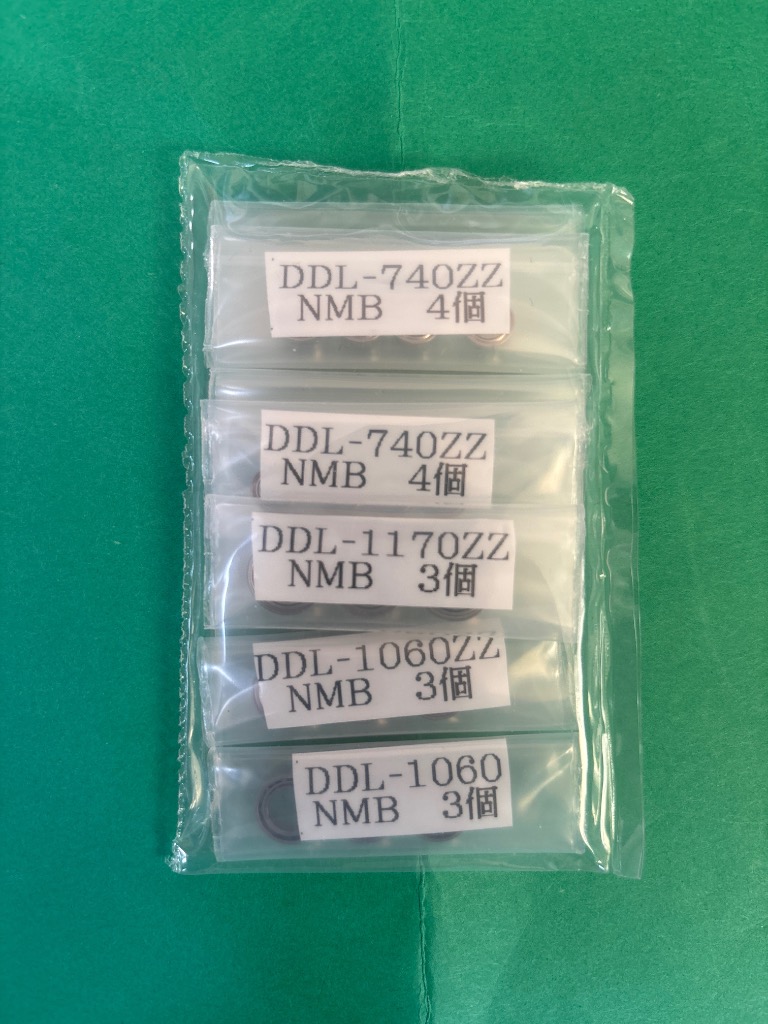 DDL-740ZZ
NMB 4個
DDL-740ZZ
NMB 4個
DDL-1170ZZ
NMB 3個
DDL-1060ZZ
NMB 3個
DDL-1060
NMB 3個